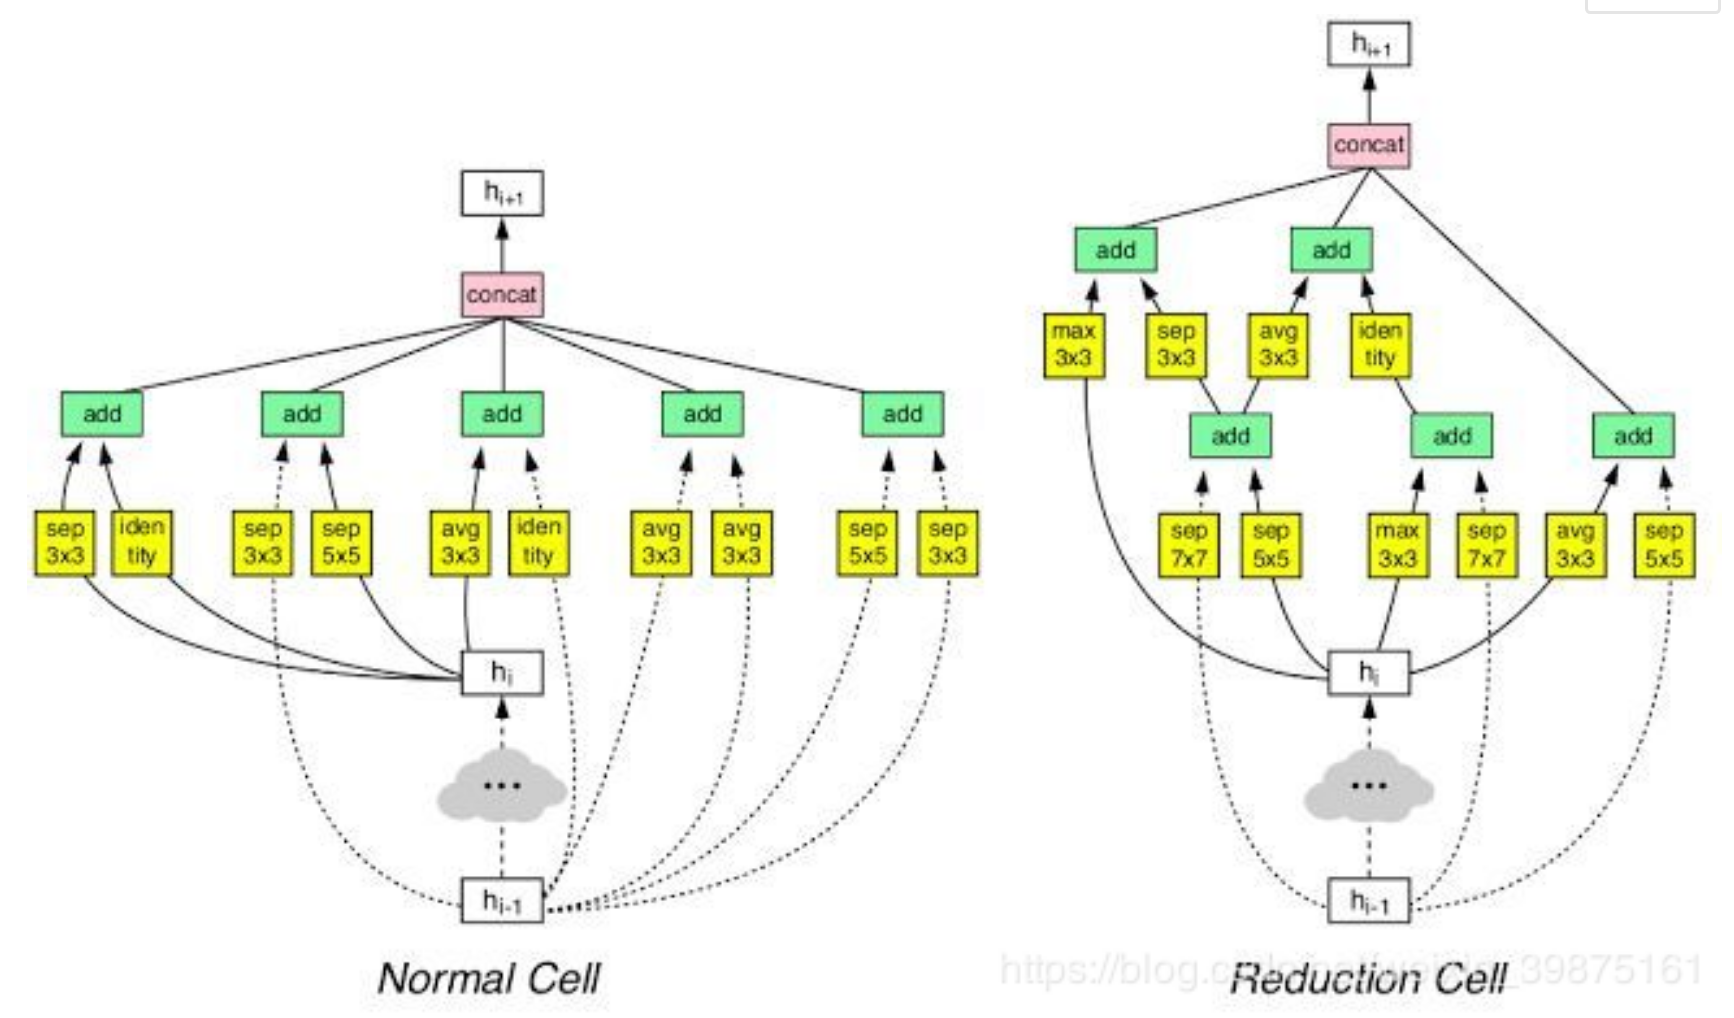 h_{i+1}
concat
add add add add add
sep 3x3
iden tity
sep 3x3
sep 5x5
avg 3x3
iden tity
avg 3x3
avg 3x3
sep 5x5
sep 3x3
h_i
...
h_{i-1}
Normal Cell
h_{i+1}
concat
add add
max 3x3
sep 3x3
avg 3x3
iden tity
add add add
sep 7x7
sep 5x5
max 3x3
sep 7x7
avg 3x3
sep 5x5
h_i
...
h_{i-1}
Reduction Cell